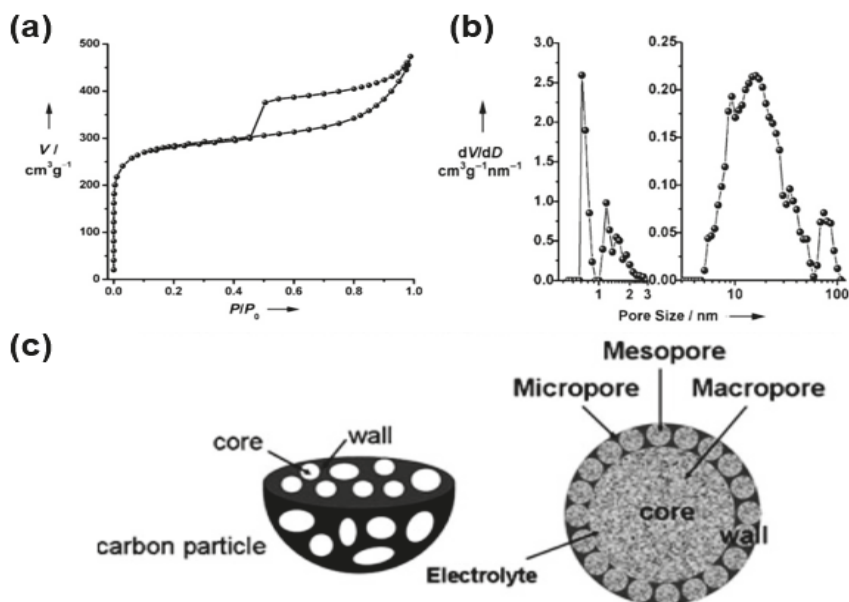 (a)
500
400
300
200
100
0
V /
cm³g⁻¹
0.0 0.2 0.4 0.6 0.8 1.0
P/P₀
(b)
3.0
2.5
2.0
1.5
1.0
0.5
0.0
dV/dD
cm³g⁻¹nm⁻¹
1 2 3
0.25
0.20
0.15
0.10
0.05
0.00
10 100
Pore Size / nm
(c)
core
wall
carbon particle
Mesopore
Micropore
Macropore
core
wall
Electrolyte